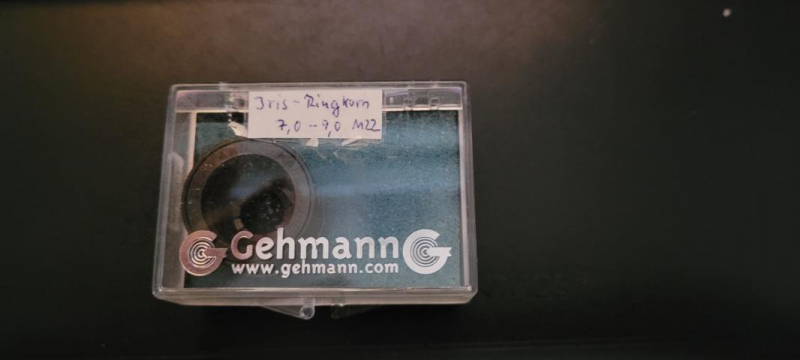 Iris-Ringkorn
7,0 - 9,0 M22
Gehmann
www.gehmann.com